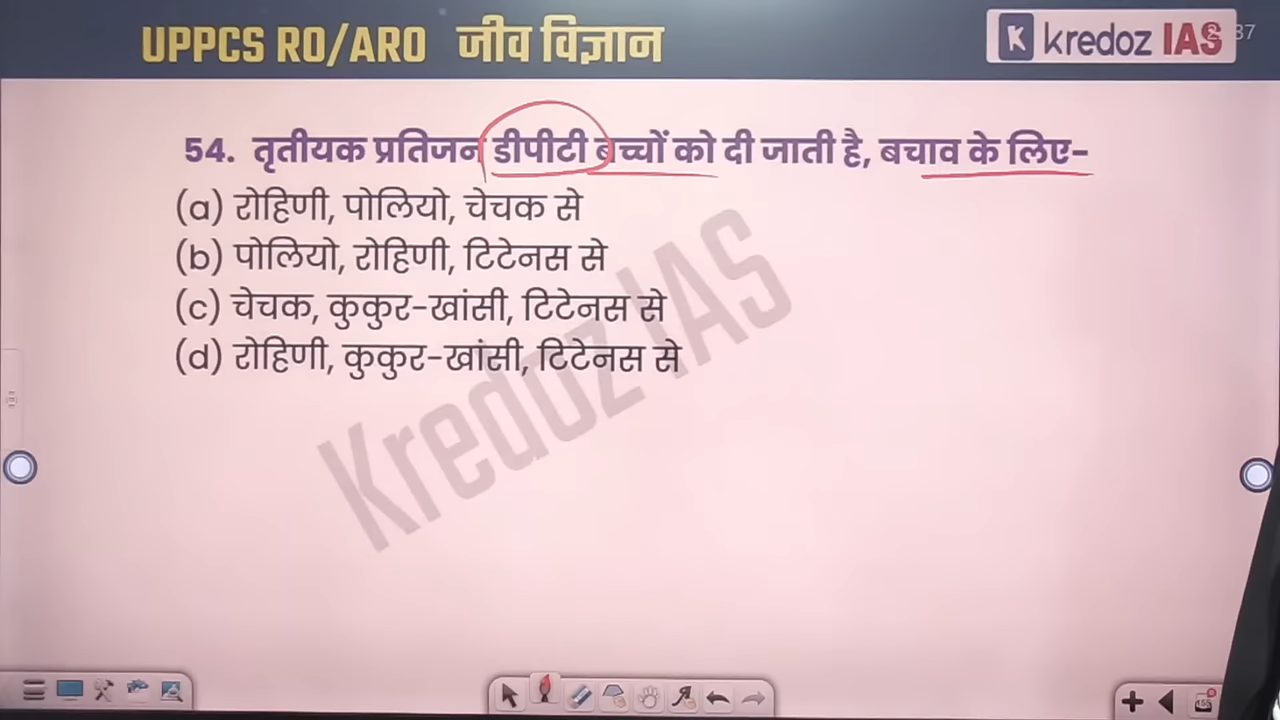 UPPCS RO/ARO जीव विज्ञान
K kredoz IAS
54. तृतीयक प्रतिजन डीपीटी बच्चों को दी जाती है, बचाव के लिए-
(a) रोहिणी, पोलियो, चेचक से
(b) पोलियो, रोहिणी, टिटेनस से
(c) चेचक, कुकुर-खांसी, टिटेनस से
(d) रोहिणी, कुकुर-खांसी, टिटेनस से
Kredoz IAS